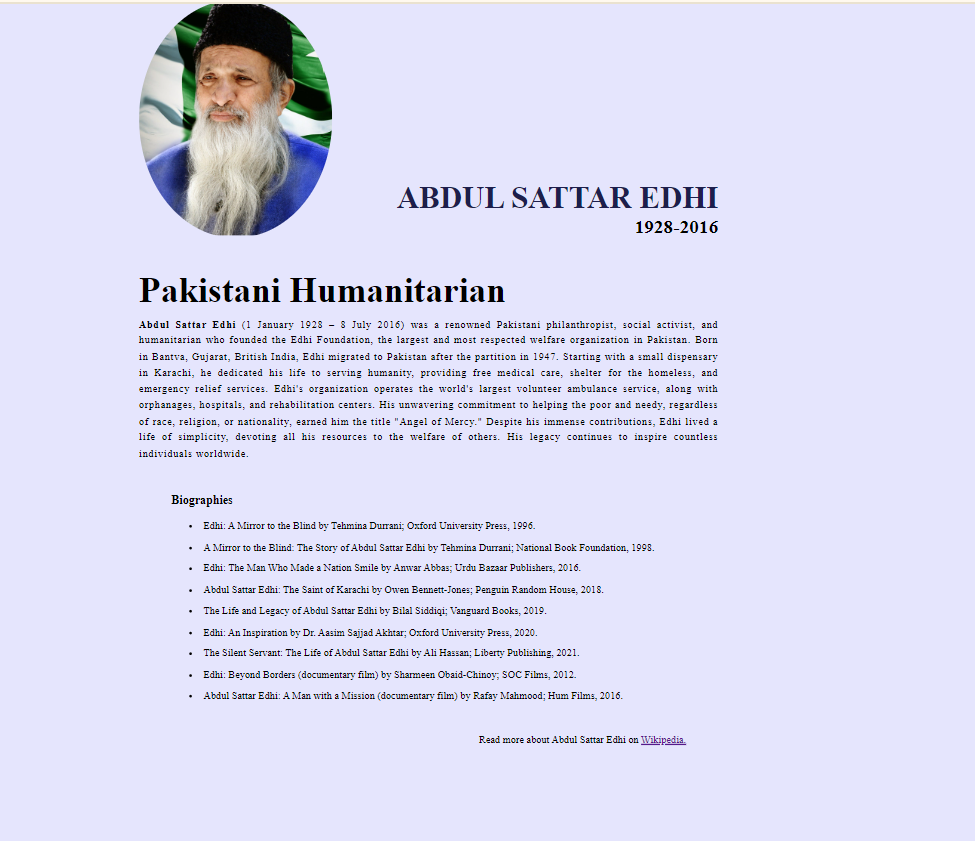 ABDUL SATTAR EDHI
1928-2016
Pakistani Humanitarian
Abdul Sattar Edhi (1 January 1928 – 8 July 2016) was a renowned Pakistani philanthropist, social activist, and
humanitarian who founded the Edhi Foundation, the largest and most respected welfare organization in Pakistan. Born
in Bantva, Gujarat, British India, Edhi migrated to Pakistan after the partition in 1947. Starting with a small dispensary
in Karachi, he dedicated his life to serving humanity, providing free medical care, shelter for the homeless, and
emergency relief services. Edhi's organization operates the world's largest volunteer ambulance service, along with
orphanages, hospitals, and rehabilitation centers. His unwavering commitment to helping the poor and needy, regardless
of race, religion, or nationality, earned him the title "Angel of Mercy." Despite his immense contributions, Edhi lived a
life of simplicity, devoting all his resources to the welfare of others. His legacy continues to inspire countless
individuals worldwide.
Biographies
• Edhi: A Mirror to the Blind by Tehmina Durrani; Oxford University Press, 1996.
• A Mirror to the Blind: The Story of Abdul Sattar Edhi by Tehmina Durrani; National Book Foundation, 1998.
• Edhi: The Man Who Made a Nation Smile by Anwar Abbas; Urdu Bazaar Publishers, 2016.
• Abdul Sattar Edhi: The Saint of Karachi by Owen Bennett-Jones; Penguin Random House, 2018.
• The Life and Legacy of Abdul Sattar Edhi by Bilal Siddiqi; Vanguard Books, 2019.
• Edhi: An Inspiration by Dr. Aasim Sajjad Akhtar; Oxford University Press, 2020.
• The Silent Servant: The Life of Abdul Sattar Edhi by Ali Hassan; Liberty Publishing, 2021.
• Edhi: Beyond Borders (documentary film) by Sharmeen Obaid-Chinoy; SOC Films, 2012.
• Abdul Sattar Edhi: A Man with a Mission (documentary film) by Rafay Mahmood; Hum Films, 2016.
Read more about Abdul Sattar Edhi on Wikipedia.